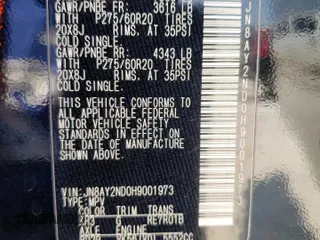 GAWR/PNBE FR: 3616 LB
WITH P275/60R20 TIRES
20X8J RIMS. AT 35PSI
COLD SINGLE.
GAWR/PNBE RR: 4343 LB
WITH P275/60R20 TIRES
20X8J RIMS. AT 35PSI
COLD SINGLE.
THIS VEHICLE CONFORMS TO
ALL APPLICABLE FEDERAL
MOTOR VEHICLE SAFETY
STANDARDS IN EFFECT ON
THE DATE OF MANUFACTURE
SHOWN ABOVE.
VIN: JN8AY2ND0H9001973
TYPE: MPV
COLOR TRIM TRANS
G RE7R01B
AXLE ENGINE
5552CC
JN8AY2ND0H9001973